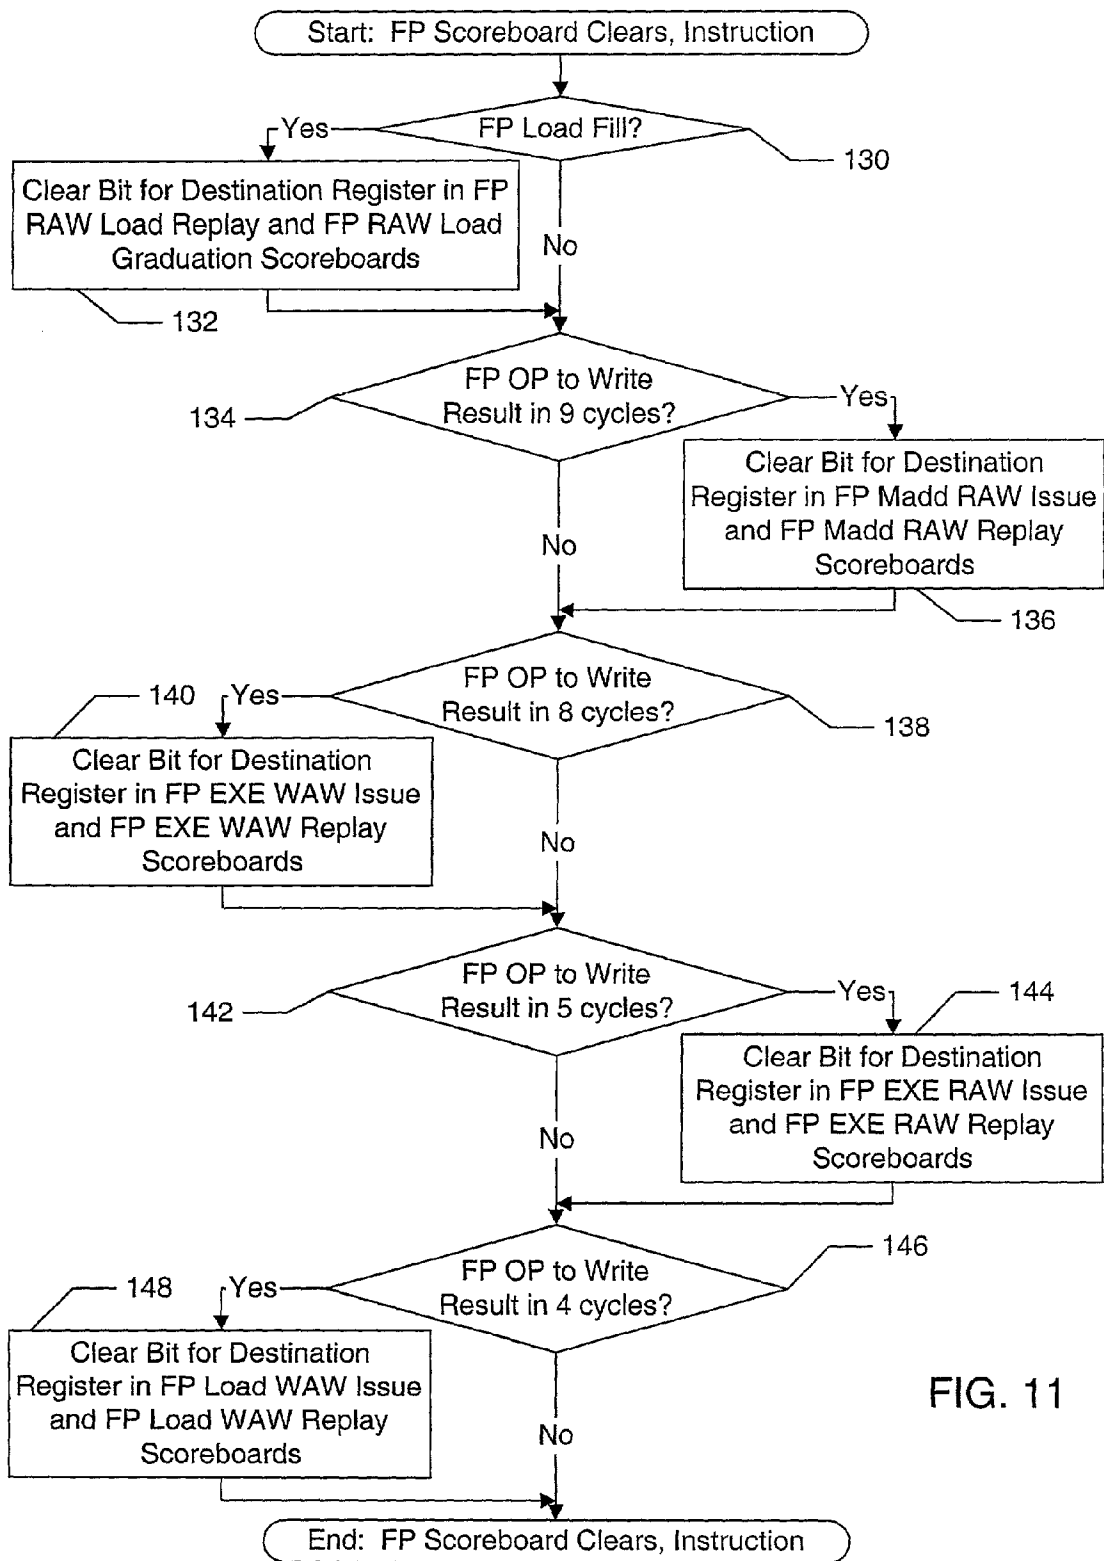 Start: FP Scoreboard Clears, Instruction
FP Load Fill?
Yes
130
Clear Bit for Destination Register in FP
RAW Load Replay and FP RAW Load
Graduation Scoreboards
No
132
FP OP to Write
Result in 9 cycles?
134
Yes
Clear Bit for Destination
Register in FP Madd RAW Issue
and FP Madd RAW Replay
Scoreboards
No
136
FP OP to Write
Result in 8 cycles?
140
Yes
138
Clear Bit for Destination
Register in FP EXE WAW Issue
and FP EXE WAW Replay
Scoreboards
No
FP OP to Write
Result in 5 cycles?
142
Yes
144
Clear Bit for Destination
Register in FP EXE RAW Issue
and FP EXE RAW Replay
Scoreboards
No
FP OP to Write
Result in 4 cycles?
146
148
Yes
Clear Bit for Destination
Register in FP Load WAW Issue
and FP Load WAW Replay
Scoreboards
No
FIG. 11
End: FP Scoreboard Clears, Instruction